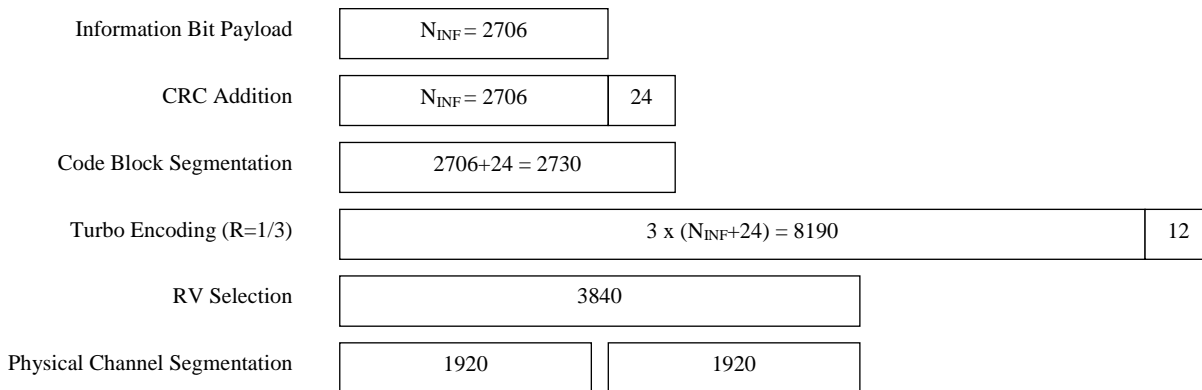 Information Bit Payload N_INF = 2706
CRC Addition N_INF = 2706 24
Code Block Segmentation 2706+24 = 2730
Turbo Encoding (R=1/3) 3 x (N_INF+24) = 8190 12
RV Selection 3840
Physical Channel Segmentation 1920 1920